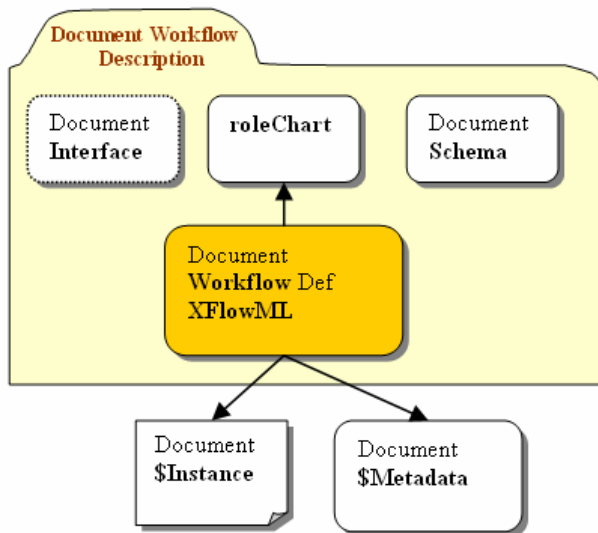 Document Workflow
Description
Document
Interface
roleChart
Document
Schema
Document
Workflow Def
XFlowML
Document
$Instance
Document
$Metadata